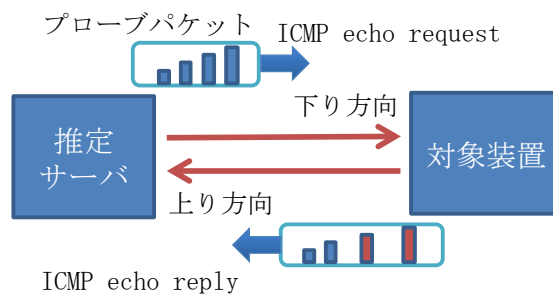 プローブパケット
ICMP echo request
下り方向
推定
サーバ
対象装置
上り方向
ICMP echo reply